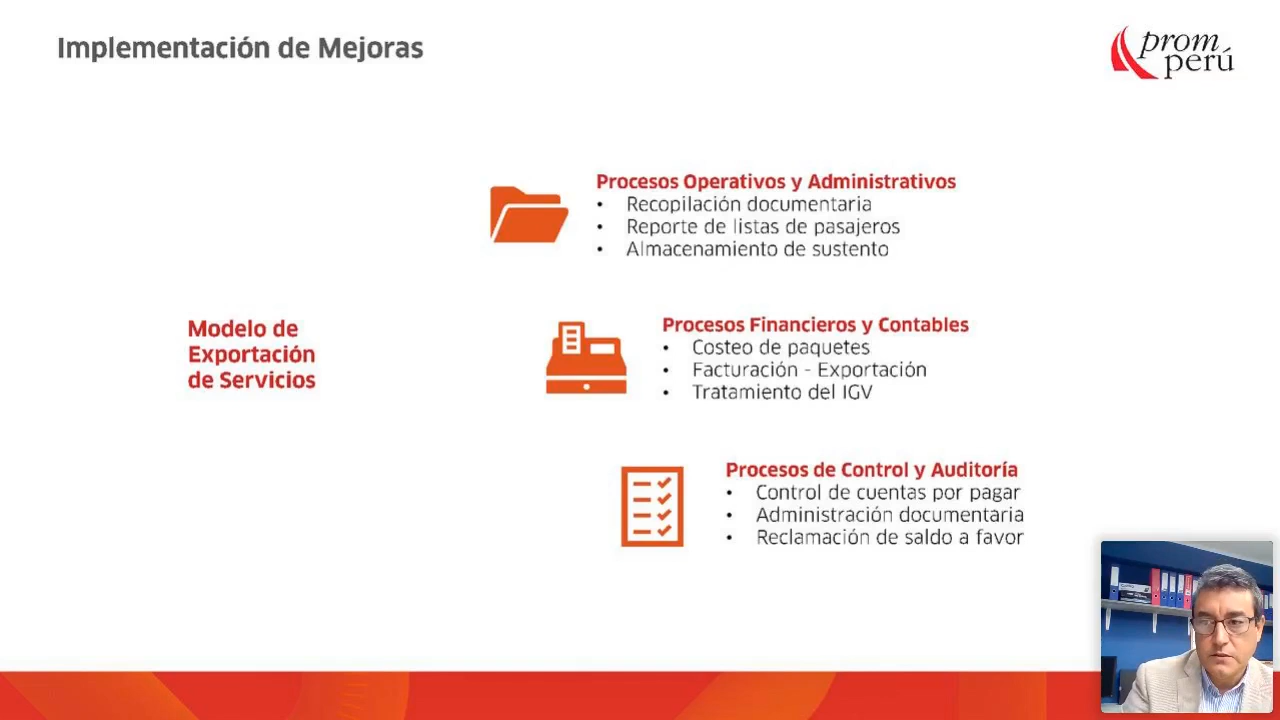 Implementación de Mejoras
prom
perú
Procesos Operativos y Administrativos
• Recopilación documentaria
• Reporte de listas de pasajeros
• Almacenamiento de sustento
Modelo de
Exportación
de Servicios
Procesos Financieros y Contables
• Costeo de paquetes
• Facturación - Exportación
• Tratamiento del IGV
Procesos de Control y Auditoría
• Control de cuentas por pagar
• Administración documentaria
• Reclamación de saldo a favor